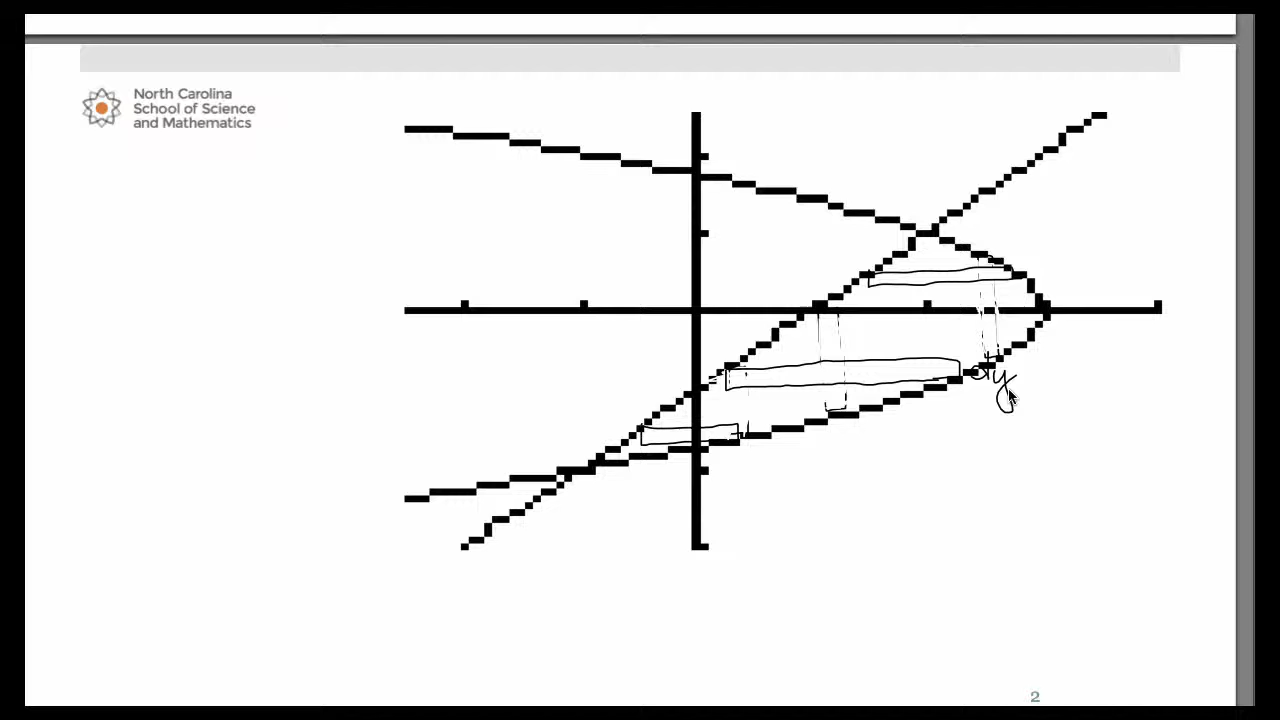 North Carolina
School of Science
and Mathematics
dy
2